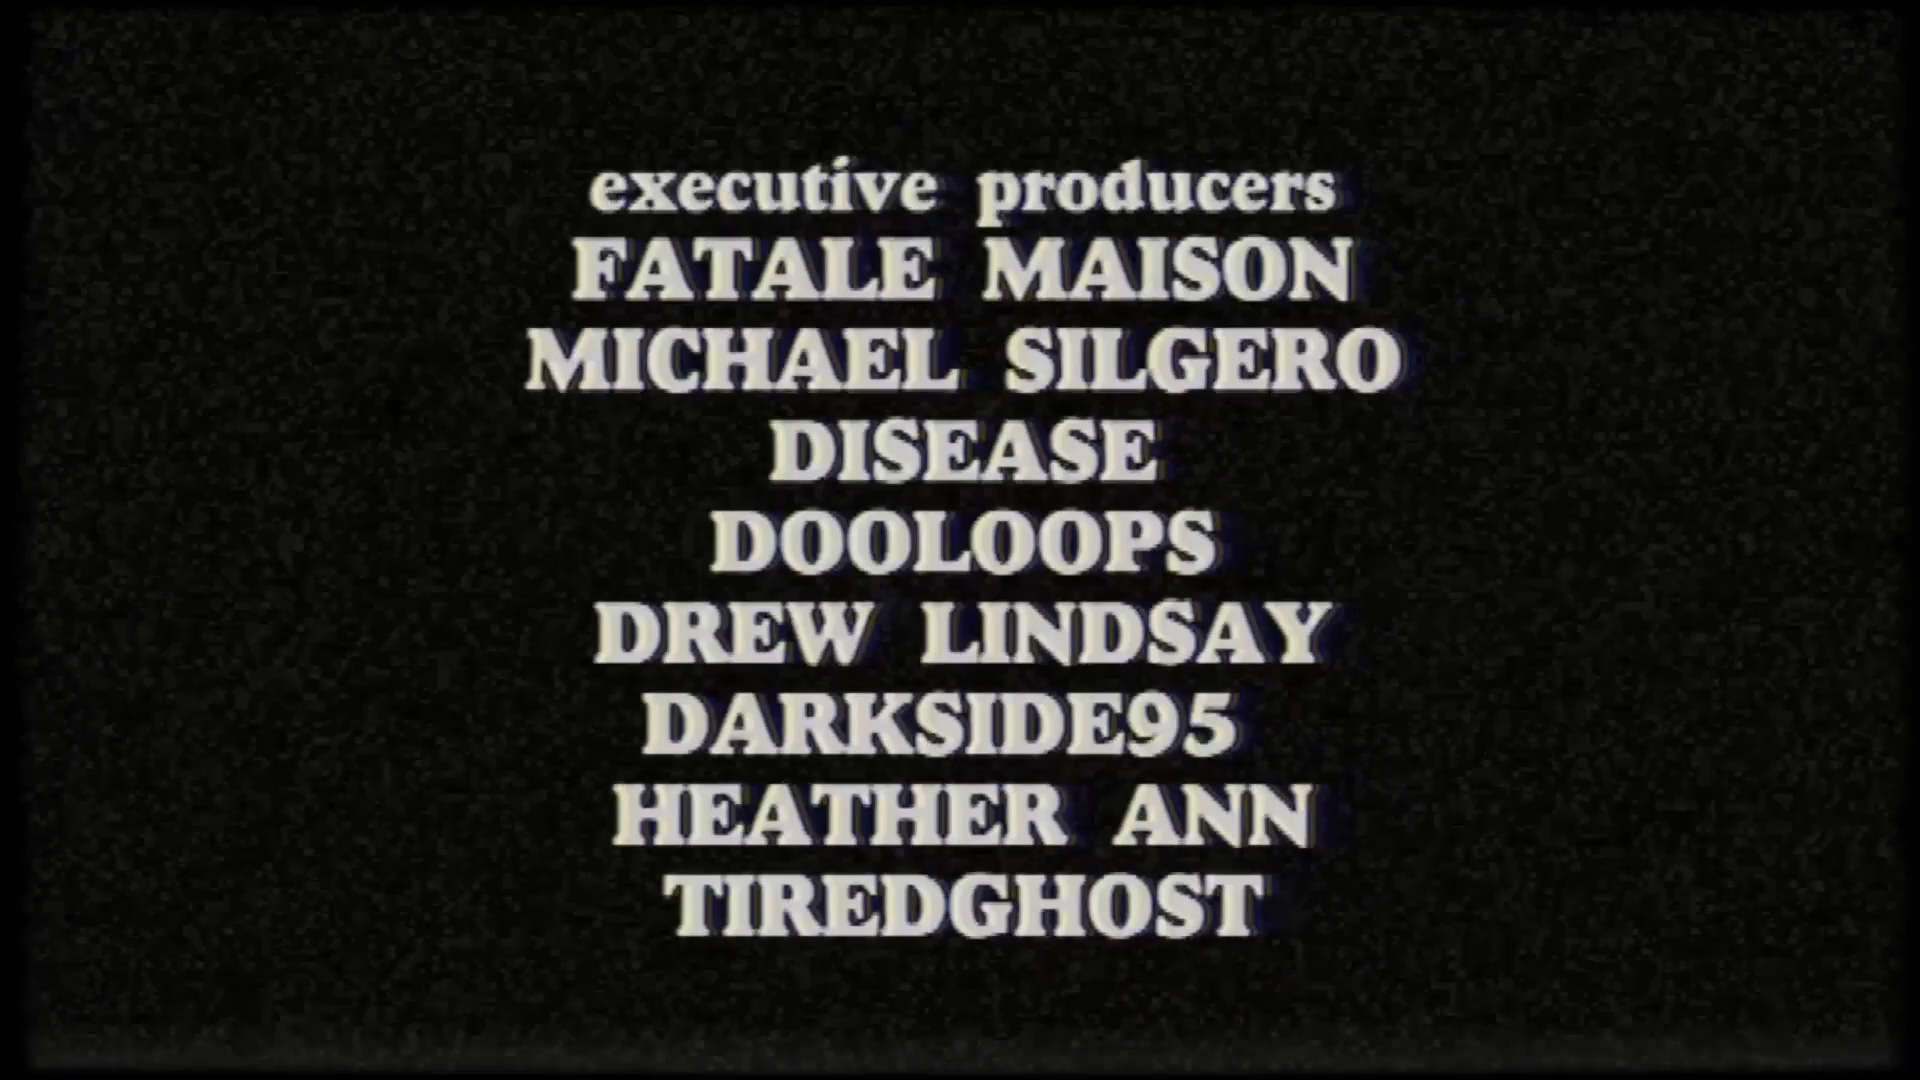 executive producers
FATALE MAISON
MICHAEL SILGERO
DISEASE
DOOLOOPS
DREW LINDSAY
DARKSIDE95
HEATHER ANN
TIREDGHOST